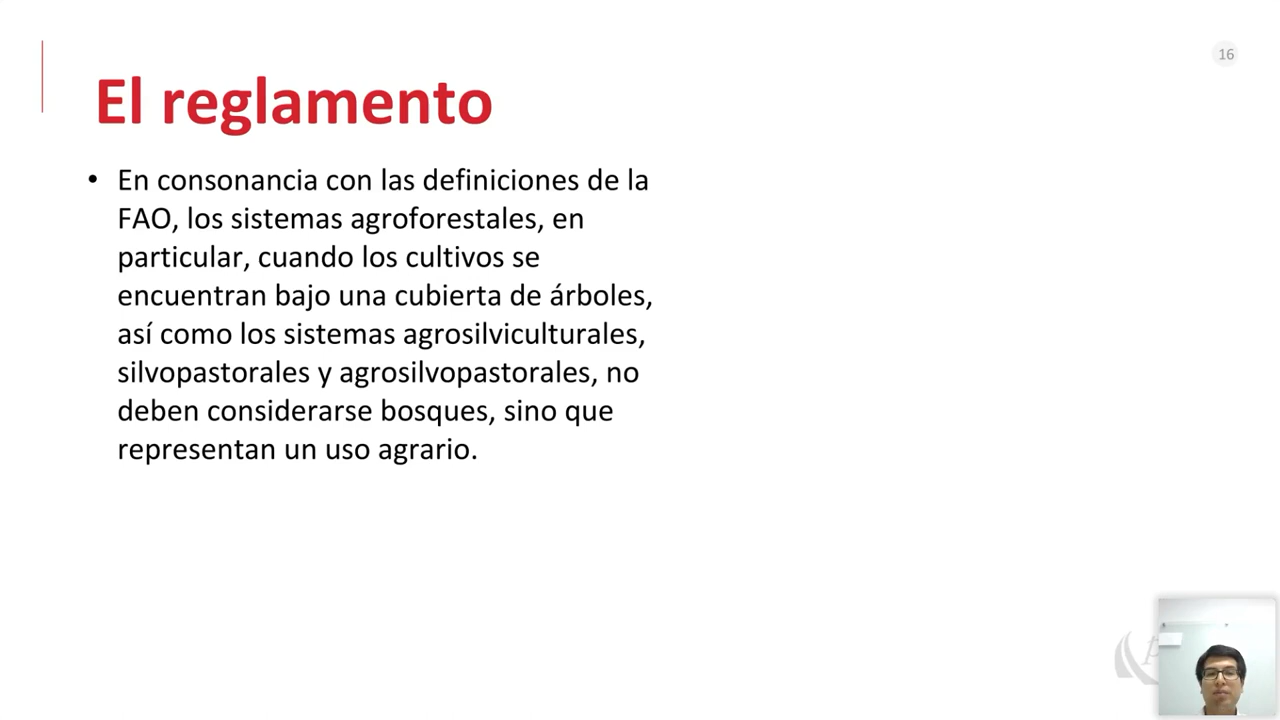 16
El reglamento
• En consonancia con las definiciones de la
FAO, los sistemas agroforestales, en
particular, cuando los cultivos se
encuentran bajo una cubierta de árboles,
así como los sistemas agrosilviculturales,
silvopastorales y agrosilvopastorales, no
deben considerarse bosques, sino que
representan un uso agrario.